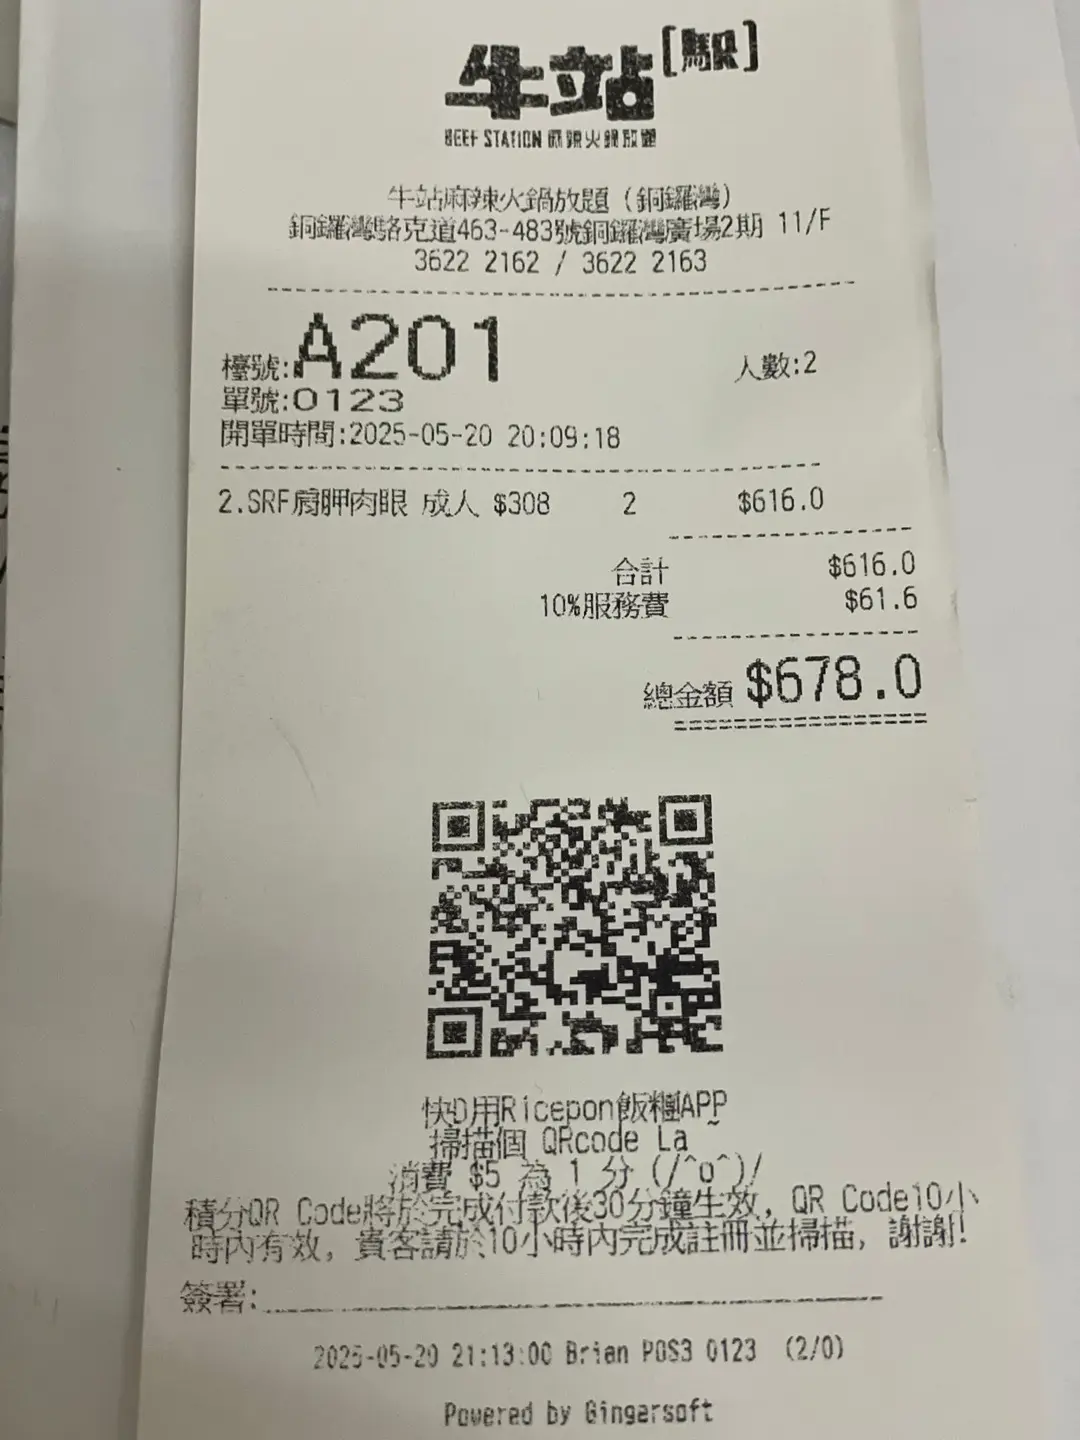 牛站[駅]
BEEF STATION 麻辣火鍋放題
牛站麻辣火鍋放題 (銅鑼灣)
銅鑼灣駱克道463-483號銅鑼灣廣場2期 11/F
3622 2162 / 3622 2163
檯號:A201 人數:2
單號:0123
開單時間:2025-05-20 20:09:18
2.SRF肩胛肉眼 成人 $308 2 $616.0
合計 $616.0
10%服務費 $61.6
總金額 $678.0
快D用Ricepon飯糰APP
掃描個 QRcode La~
消費 $5 為 1 分 (/^o^)/
積分QR Code將於完成付款後30分鐘生效, QR Code10小
時內有效, 貴客請於10小時內完成註冊並掃描, 謝謝!
簽署:
2025-05-20 21:13:00 Brian POS3 0123 (2/0)
Powered by Gingersoft